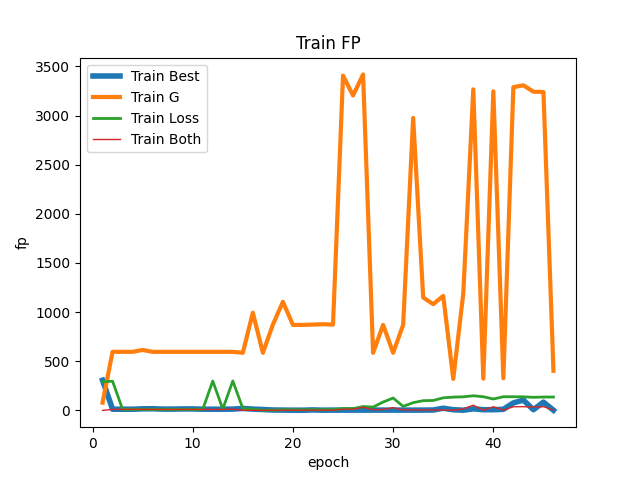 Train FP
3500
3000
2500
2000
1500
1000
500
0
fp
Train Best
Train G
Train Loss
Train Both
0 10 20 30 40
epoch